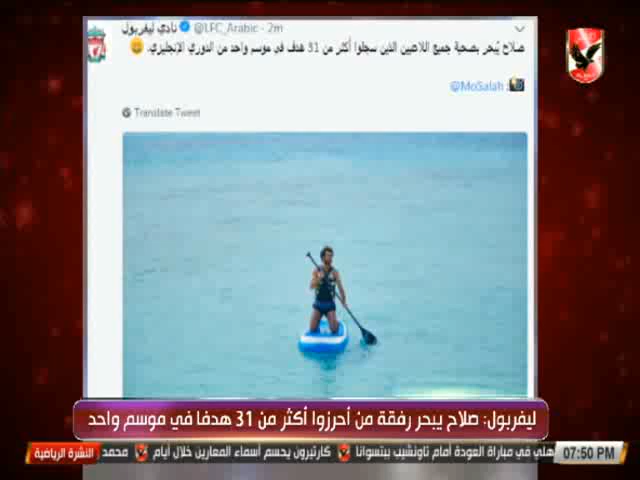 نادي ليفربول @LFC_Arabic · 2m
صلاح يُبحر بصحبة جميع اللاعبين الذين سجلوا أكثر من 31 هدف في موسم واحد من الدوري الإنجليزي.
@MoSalah :
Translate Tweet
ليفربول: صلاح يبحر رفقة من أحرزوا أكثر من 31 هدفا في موسم واحد
النشرة الرياضية
هلي في مباراة العودة أمام تاونشيب ببتسوانا كارتيرون يحسم أسماء المعارين خلال أيام محمد
07:50 PM